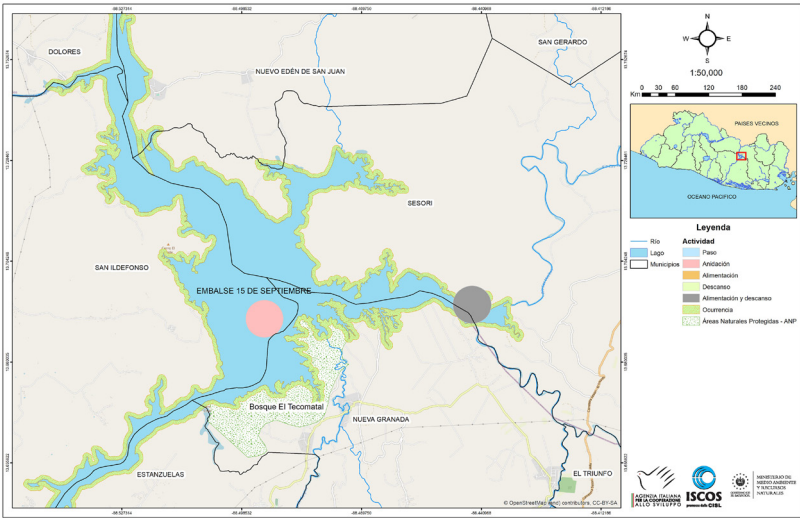 DOLORES
NUEVO EDÉN DE SAN JUAN
SAN GERARDO
SESORI
SAN ILDEFONSO
EMBALSE 15 DE SEPTIEMBRE
Bosque El Tecomatal
NUEVA GRANADA
ESTANZUELAS
EL TRIUNFO
© OpenStreetMap (and) contributors, CC-BY-SA
N
W E
S
1:50,000
Km 0 30 60 120 180 240
PAISES VECINOS
OCEANO PACIFICO
Leyenda
Río
Lago
Municipios
Actividad
Paso
Anidación
Alimentación
Descanso
Alimentación y descanso
Ocurrencia
Áreas Naturales Protegidas - ANP
AGENZIA ITALIANA
PER LA COOPERAZIONE
ALLO SVILUPPO
ISCOS
CISL
MINISTERIO DE
MEDIO AMBIENTE
Y RECURSOS
NATURALES